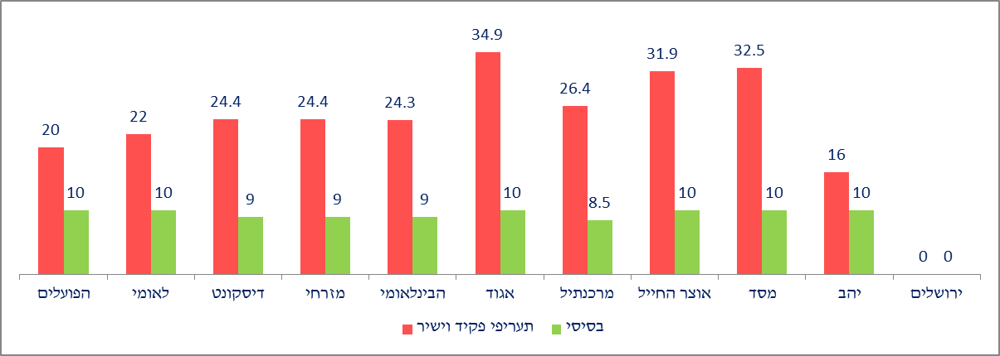 34.9
32.5
31.9
26.4
24.4 24.4 24.3
22
20
16
10 10 9 9 9 10 8.5 10 10 10
0 0
הפועלים לאומי דיסקונט מזרחי הבינלאומי אגוד מרכנתיל אוצר החייל מסד יהב ירושלים
תעריפי פקיד וישיר בסיסי